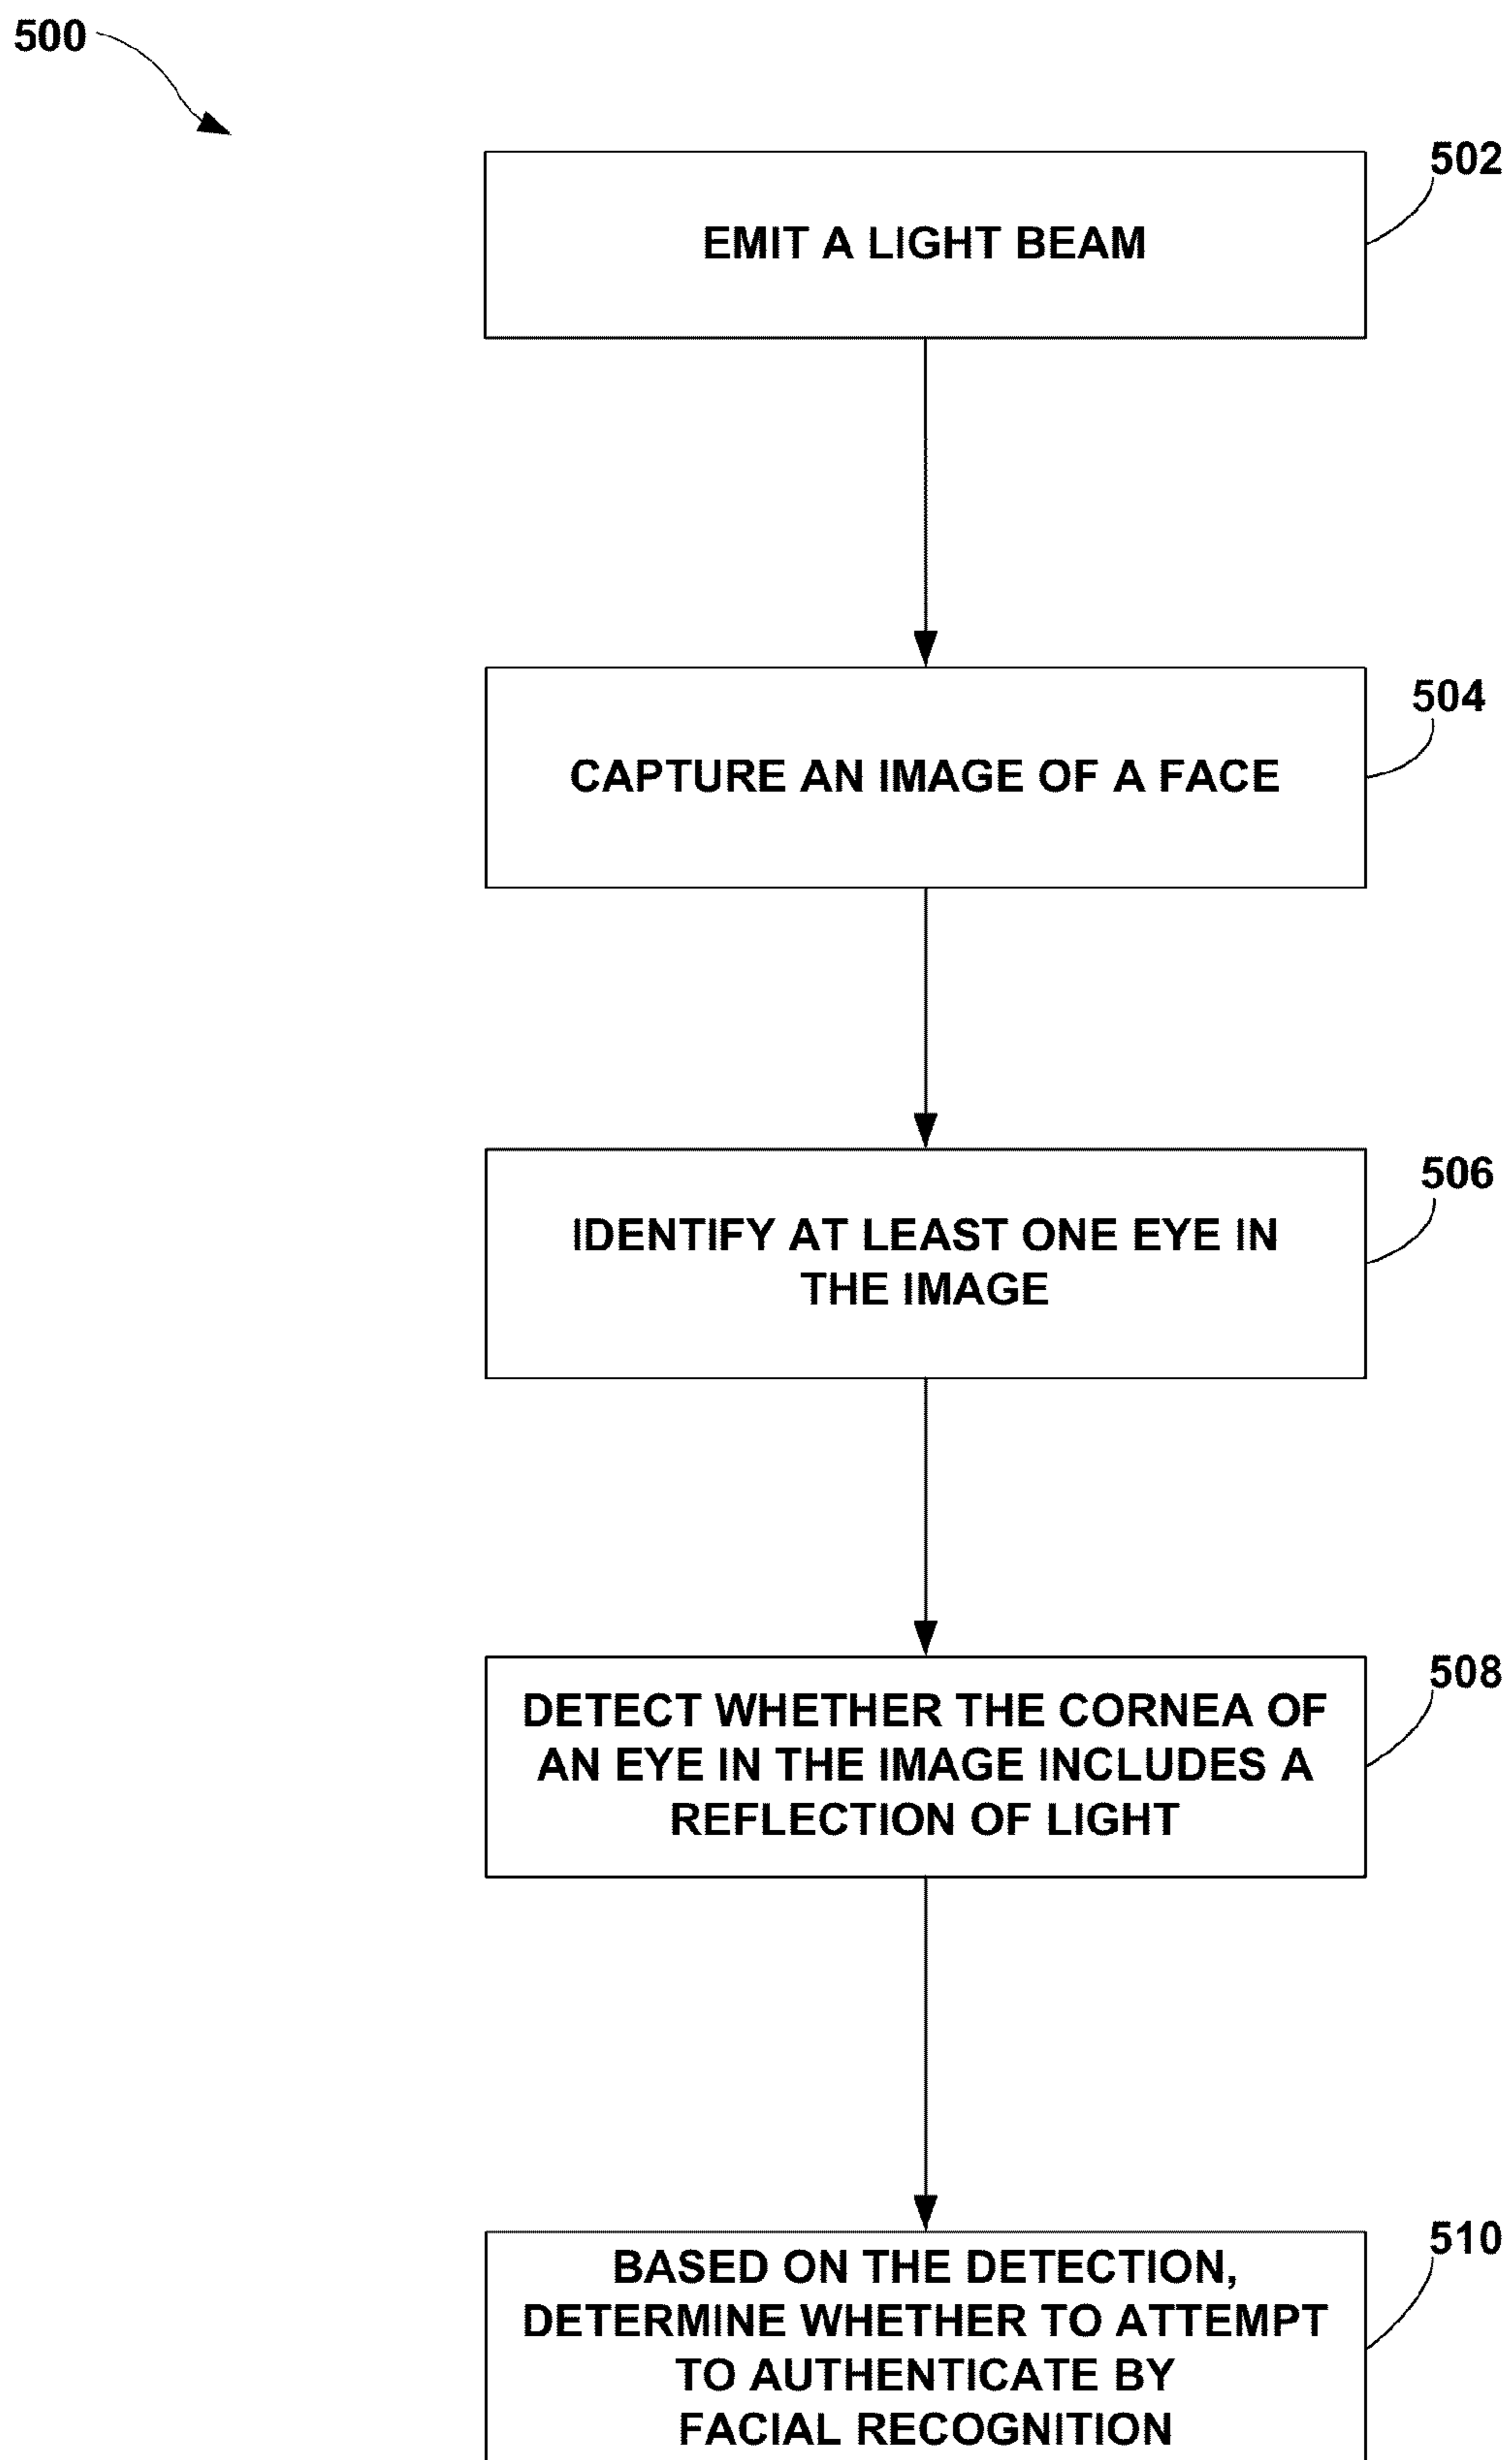 500
502
EMIT A LIGHT BEAM
504
CAPTURE AN IMAGE OF A FACE
506
IDENTIFY AT LEAST ONE EYE IN
THE IMAGE
508
DETECT WHETHER THE CORNEA OF
AN EYE IN THE IMAGE INCLUDES A
REFLECTION OF LIGHT
510
BASED ON THE DETECTION,
DETERMINE WHETHER TO ATTEMPT
TO AUTHENTICATE BY
FACIAL RECOGNITION